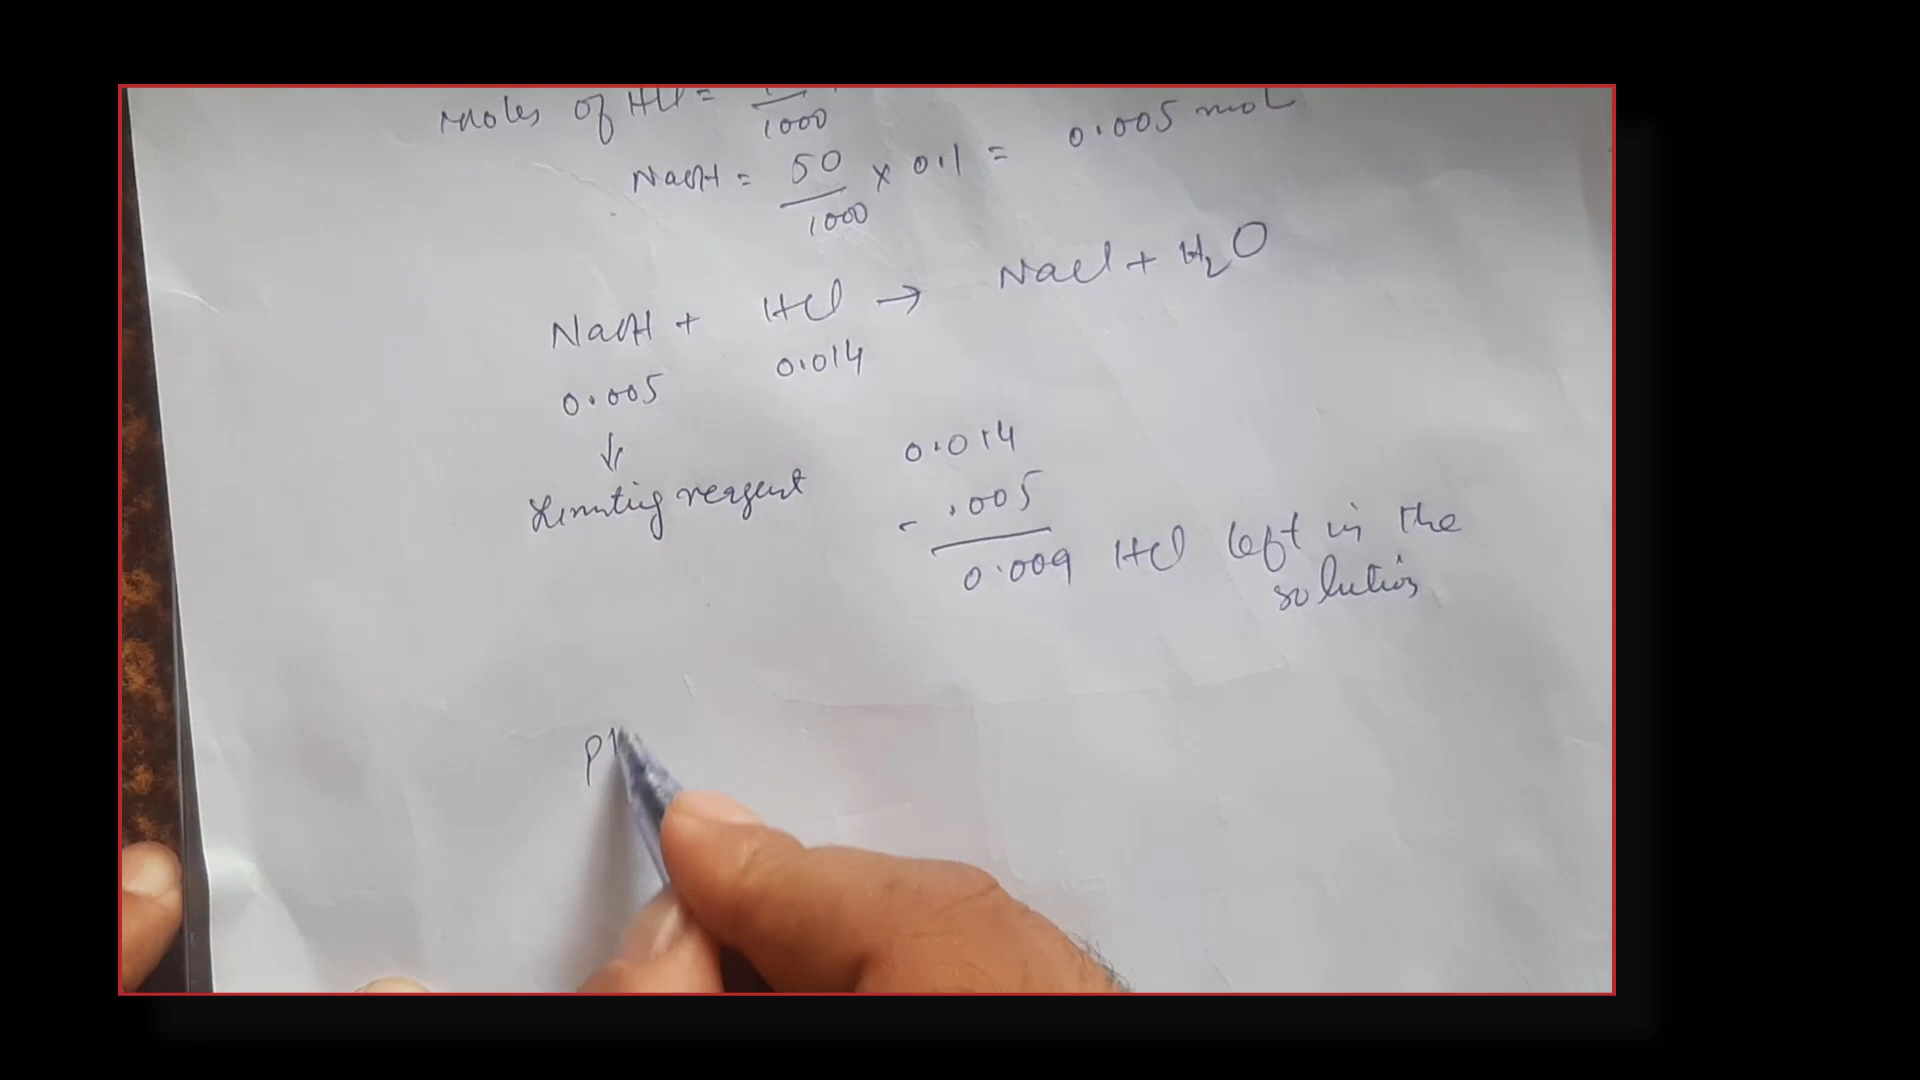 Moles of HCl =
1000
NaOH = 50/1000 x 0.1 = 0.005 mol
NaOH + HCl → NaCl + H₂O
0.005 0.014
↓
Limiting reagent
0.014
- .005
0.009 HCl left in the
solution
P